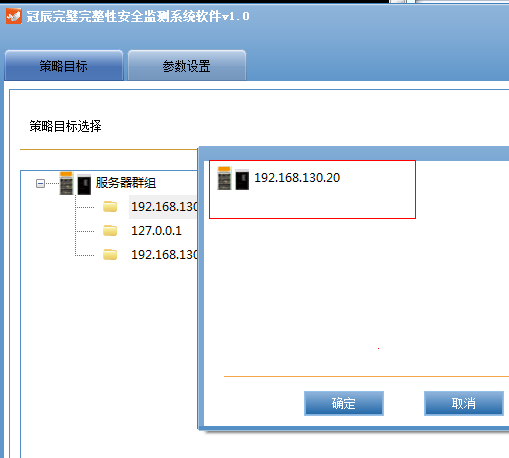 冠辰完璧完整性安全监测系统软件v1.0
策略目标
参数设置
策略目标选择
服务器群组
192.168.130
127.0.0.1
192.168.130
192.168.130.20
确定
取消